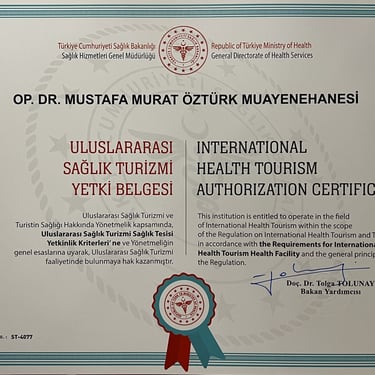 Türkiye Cumhuriyeti Sağlık Bakanlığı
Sağlık Hizmetleri Genel Müdürlüğü
Republic of Türkiye Ministry of Health
General Directorate of Health Services
OP. DR. MUSTAFA MURAT ÖZTÜRK MUAYENEHANESİ
ULUSLARARASI
SAĞLIK TURİZMİ
YETKİ BELGESİ
INTERNATIONAL
HEALTH TOURISM
AUTHORIZATION CERTIFIC
Uluslararası Sağlık Turizmi ve
Turistin Sağlığı Hakkında Yönetmelik kapsamında,
Uluslararası Sağlık Turizmi Sağlık Tesisi
Yetkinlik Kriterleri'ne ve Yönetmeliğin
genel esaslarına uyarak, Uluslararası Sağlık Turizmi
faaliyetinde bulunmaya hak kazanmıştır.
This institution is entitled to operate in the field
of International Health Tourism within the scope
of the Regulation on International Health Tourism and T
in accordance with the Requirements for Internationa
Health Tourism Health Facility and the general princip
the Regulation.
Doç. Dr. Tolga TOLUNAY
Bakan Yardımcısı
: ST-4077